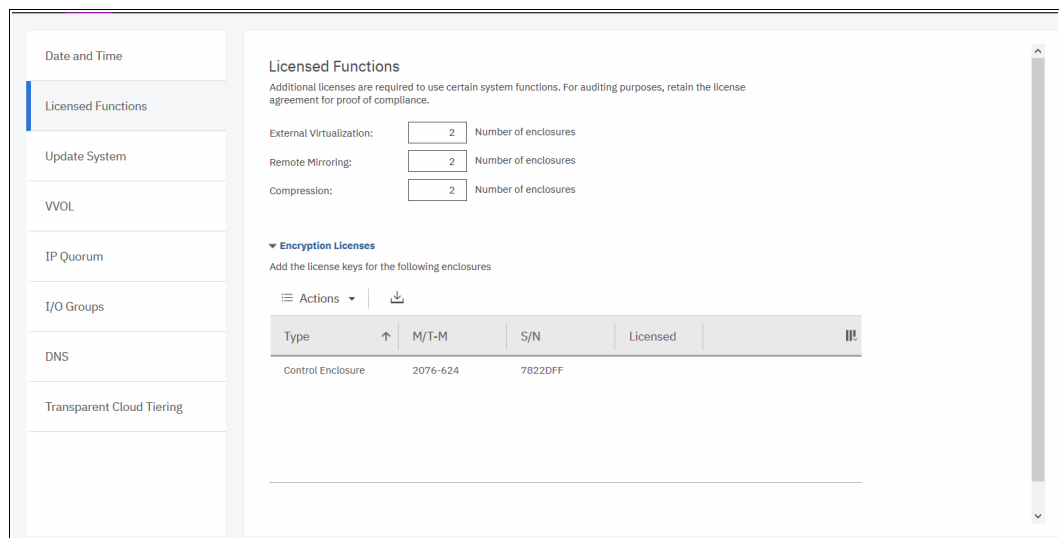 Date and Time
Licensed Functions
Update System
VVOL
IP Quorum
I/O Groups
DNS
Transparent Cloud Tiering
Licensed Functions
Additional licenses are required to use certain system functions. For auditing purposes, retain the license
agreement for proof of compliance.
External Virtualization: 2 Number of enclosures
Remote Mirroring: 2 Number of enclosures
Compression: 2 Number of enclosures
Encryption Licenses
Add the license keys for the following enclosures
Actions
Type M/T-M S/N Licensed
Control Enclosure 2076-624 7822DFF